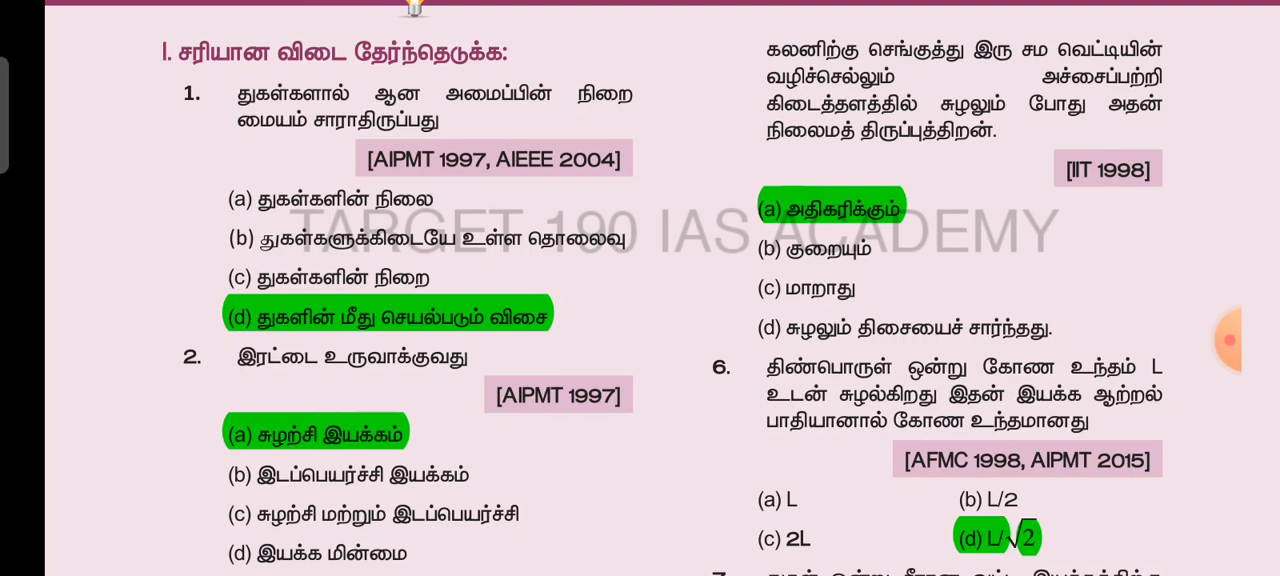 I. சரியான விடை தேர்ந்தெடுக்க:
1. துகள்களால் ஆன அமைப்பின் நிறை
மையம் சாராதிருப்பது
[AIPMT 1997, AIEEE 2004]
(a) துகள்களின் நிலை
(b) துகள்களுக்கிடையே உள்ள தொலைவு
(c) துகள்களின் நிறை
(d) துகளின் மீது செயல்படும் விசை
2. இரட்டை உருவாக்குவது
[AIPMT 1997]
(a) சுழற்சி இயக்கம்
(b) இடப்பெயர்ச்சி இயக்கம்
(c) சுழற்சி மற்றும் இடப்பெயர்ச்சி
(d) இயக்க மின்மை
கலனிற்கு செங்குத்து இரு சம வெட்டியின்
வழிச்செல்லும் அச்சைப்பற்றி
கிடைத்தளத்தில் சுழலும் போது அதன்
நிலைமத் திருப்புத்திறன்.
[IIT 1998]
(a) அதிகரிக்கும்
(b) குறையும்
(c) மாறாது
(d) சுழலும் திசையைச் சார்ந்தது.
6. திண்பொருள் ஒன்று கோண உந்தம் L
உடன் சுழல்கிறது இதன் இயக்க ஆற்றல்
பாதியானால் கோண உந்தமானது
[AFMC 1998, AIPMT 2015]
(a) L (b) L/2
(c) 2L (d) L/√2
TARGET 190 IAS ACADEMY